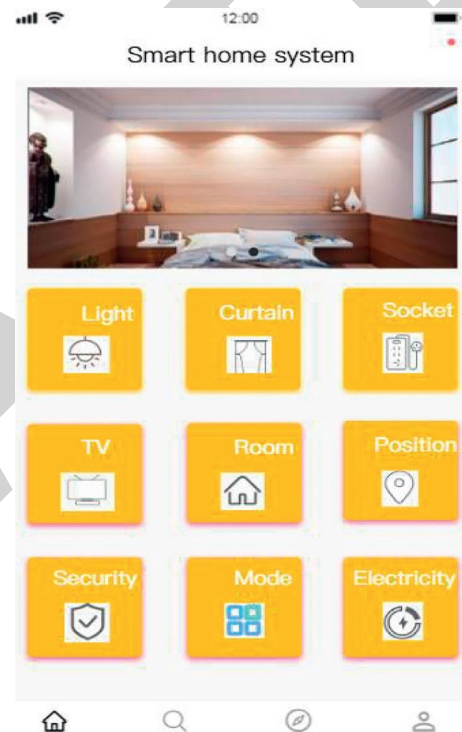 12:00
Smart home system
Light Curtain Socket
TV Room Position
Security Mode Electricity